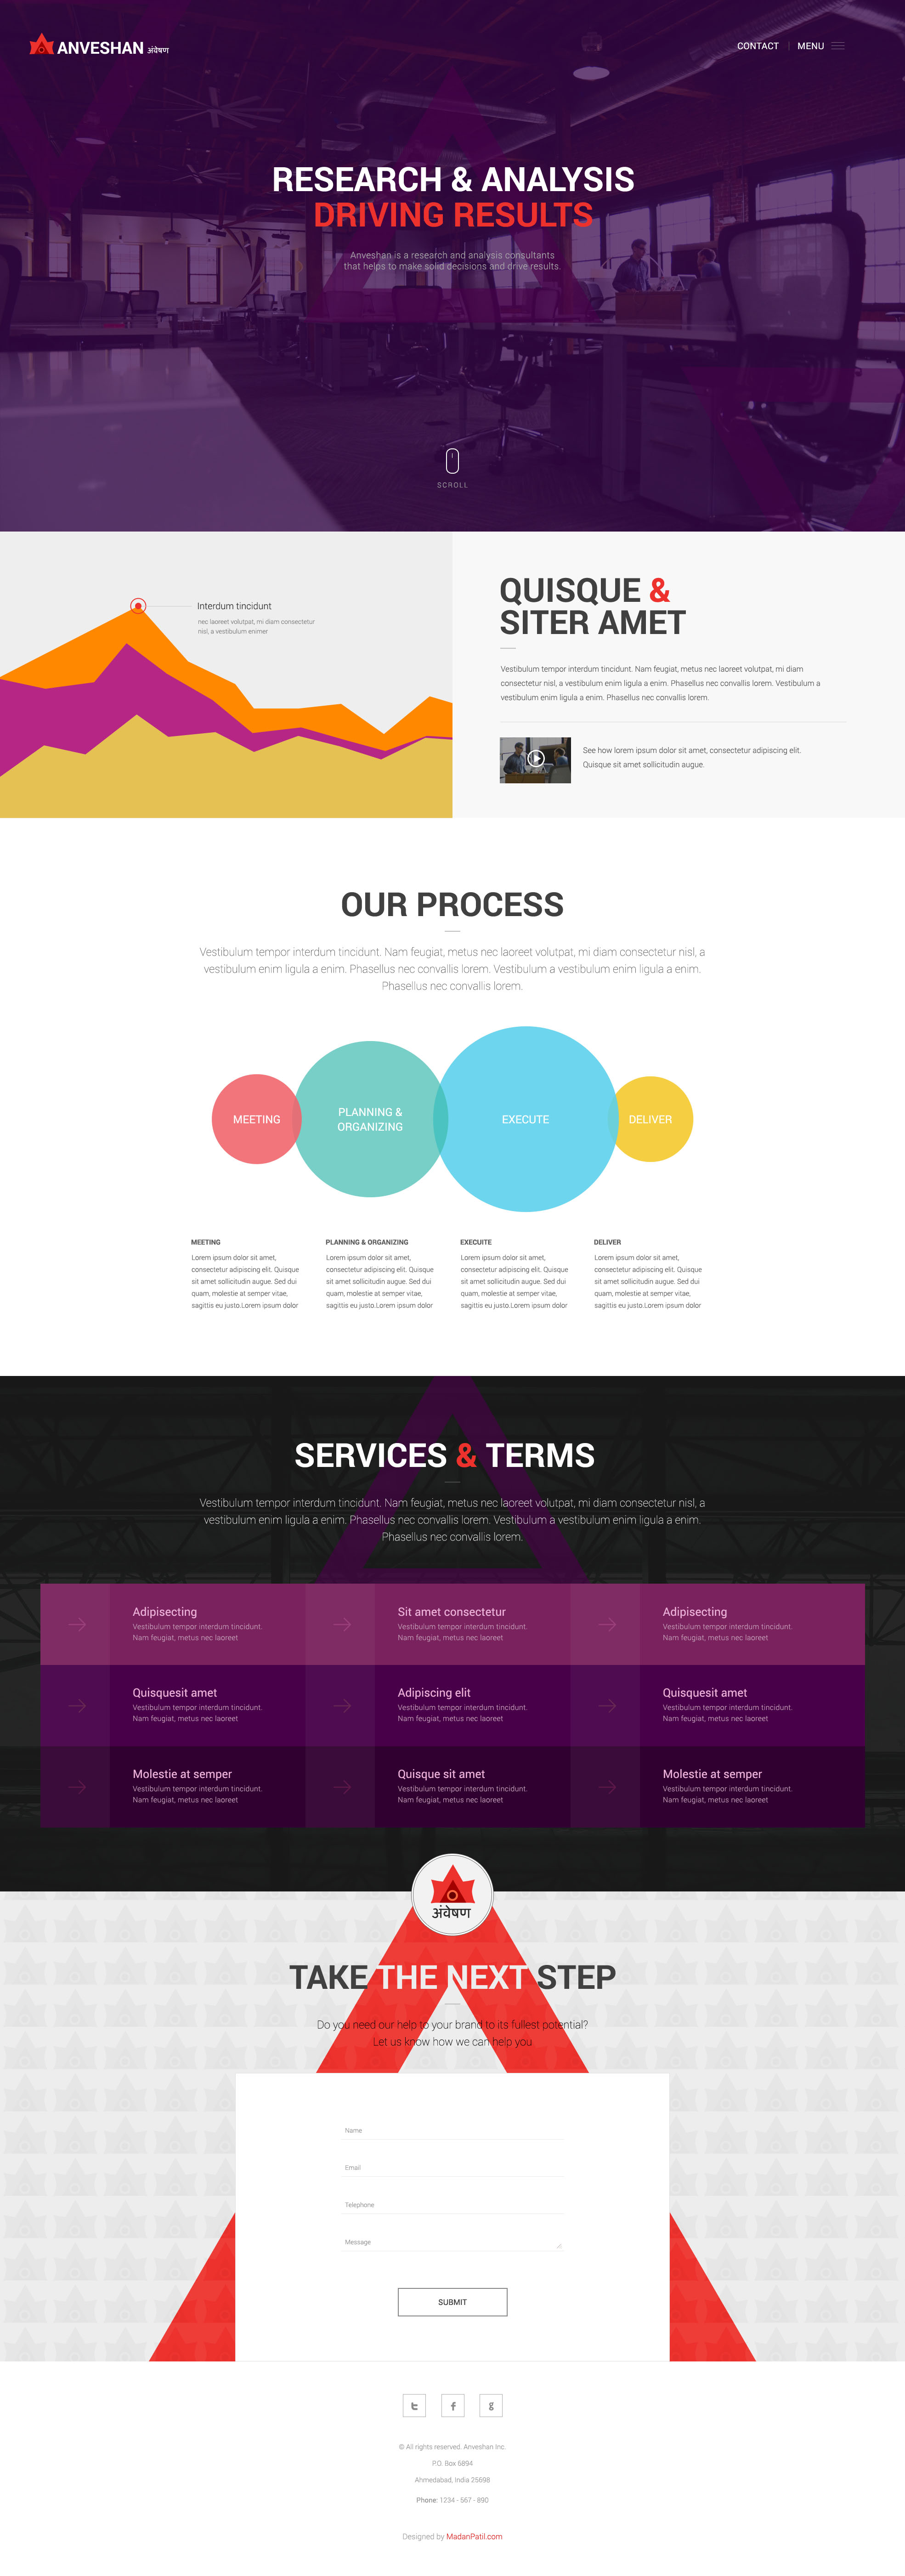 ANVESHAN अंवेषण
CONTACT | MENU
RESEARCH & ANALYSIS
DRIVING RESULTS
Anveshan is a research and analysis consultants
that helps to make solid decisions and drive results.
SCROLL
Interdum tincidunt
nec laoreet volutpat, mi diam consectetur
nisl, a vestibulum enimer
QUISQUE &
SITER AMET
Vestibulum tempor interdum tincidunt. Nam feugiat, metus nec laoreet volutpat, mi diam
consectetur nisl, a vestibulum enim ligula a enim. Phasellus nec convallis lorem. Vestibulum a
vestibulum enim ligula a enim. Phasellus nec convallis lorem.
See how lorem ipsum dolor sit amet, consectetur adipiscing elit.
Quisque sit amet sollicitudin augue.
OUR PROCESS
Vestibulum tempor interdum tincidunt. Nam feugiat, metus nec laoreet volutpat, mi diam consectetur nisl, a
vestibulum enim ligula a enim. Phasellus nec convallis lorem. Vestibulum a vestibulum enim ligula a enim.
Phasellus nec convallis lorem.
MEETING
PLANNING &
ORGANIZING
EXECUTE
DELIVER
MEETING
Lorem ipsum dolor sit amet,
consectetur adipiscing elit. Quisque
sit amet sollicitudin augue. Sed dui
quam, molestie at semper vitae,
sagittis eu justo.Lorem ipsum dolor
PLANNING & ORGANIZING
Lorem ipsum dolor sit amet,
consectetur adipiscing elit. Quisque
sit amet sollicitudin augue. Sed dui
quam, molestie at semper vitae,
sagittis eu justo.Lorem ipsum dolor
EXECUITE
Lorem ipsum dolor sit amet,
consectetur adipiscing elit. Quisque
sit amet sollicitudin augue. Sed dui
quam, molestie at semper vitae,
sagittis eu justo.Lorem ipsum dolor
DELIVER
Lorem ipsum dolor sit amet,
consectetur adipiscing elit. Quisque
sit amet sollicitudin augue. Sed dui
quam, molestie at semper vitae,
sagittis eu justo.Lorem ipsum dolor
SERVICES & TERMS
Vestibulum tempor interdum tincidunt. Nam feugiat, metus nec laoreet volutpat, mi diam consectetur nisl, a
vestibulum enim ligula a enim. Phasellus nec convallis lorem. Vestibulum a vestibulum enim ligula a enim.
Phasellus nec convallis lorem.
Adipisecting
Vestibulum tempor interdum tincidunt.
Nam feugiat, metus nec laoreet
Sit amet consectetur
Vestibulum tempor interdum tincidunt.
Nam feugiat, metus nec laoreet
Adipisecting
Vestibulum tempor interdum tincidunt.
Nam feugiat, metus nec laoreet
Quisquesit amet
Vestibulum tempor interdum tincidunt.
Nam feugiat, metus nec laoreet
Adipiscing elit
Vestibulum tempor interdum tincidunt.
Nam feugiat, metus nec laoreet
Quisquesit amet
Vestibulum tempor interdum tincidunt.
Nam feugiat, metus nec laoreet
Molestie at semper
Vestibulum tempor interdum tincidunt.
Nam feugiat, metus nec laoreet
Quisque sit amet
Vestibulum tempor interdum tincidunt.
Nam feugiat, metus nec laoreet
Molestie at semper
Vestibulum tempor interdum tincidunt.
Nam feugiat, metus nec laoreet
अंवेषण
TAKE THE NEXT STEP
Do you need our help to your brand to its fullest potential?
Let us know how we can help you
Name
Email
Telephone
Message
SUBMIT
t f g
© All rights reserved. Anveshan Inc.
P.O. Box 6894
Ahmedabad, India 25698
Phone: 1234 - 567 - 890
Designed by MadanPatil.com